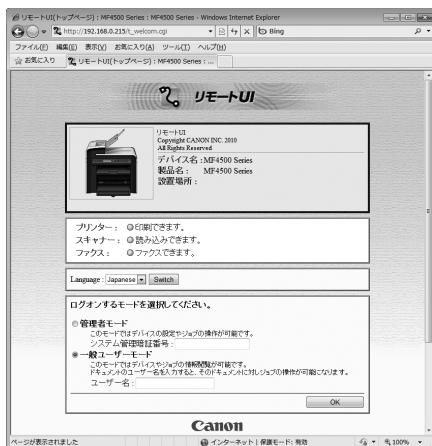 リモートUI(トップページ) : MF4500 Series : MF4500 Series - Windows Internet Explorer
http://192.168.0.215/t_welcom.cgi
Bing
ファイル(F) 編集(E) 表示(V) お気に入り(A) ツール(T) ヘルプ(H)
お気に入り リモートUI(トップページ) : MF4500 Series : ...
リモートUI
リモートUI
Copyright CANON INC. 2010
All Rights Reserved
デバイス名 : MF4500 Series
製品名 : MF4500 Series
設置場所 :
プリンター : 印刷できます。
スキャナー : 読み込みできます。
ファクス : ファクスできます。
Language : Japanese Switch
ログオンするモードを選択してください。
管理者モード
このモードではデバイスの設定やジョブの操作が可能です。
システム管理暗証番号 :
一般ユーザーモード
このモードではデバイスやジョブの情報閲覧が可能です。
ドキュメントのユーザー名を入力すると、そのドキュメントに対しジョブの操作が可能になります。
ユーザー名 :
OK
Canon
ページが表示されました インターネット | 保護モード: 有効 100%